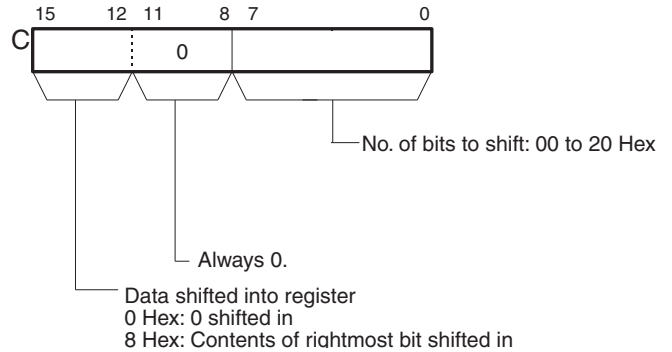 15 12 11 8 7 0
C 0
No. of bits to shift: 00 to 20 Hex
Always 0.
Data shifted into register
0 Hex: 0 shifted in
8 Hex: Contents of rightmost bit shifted in